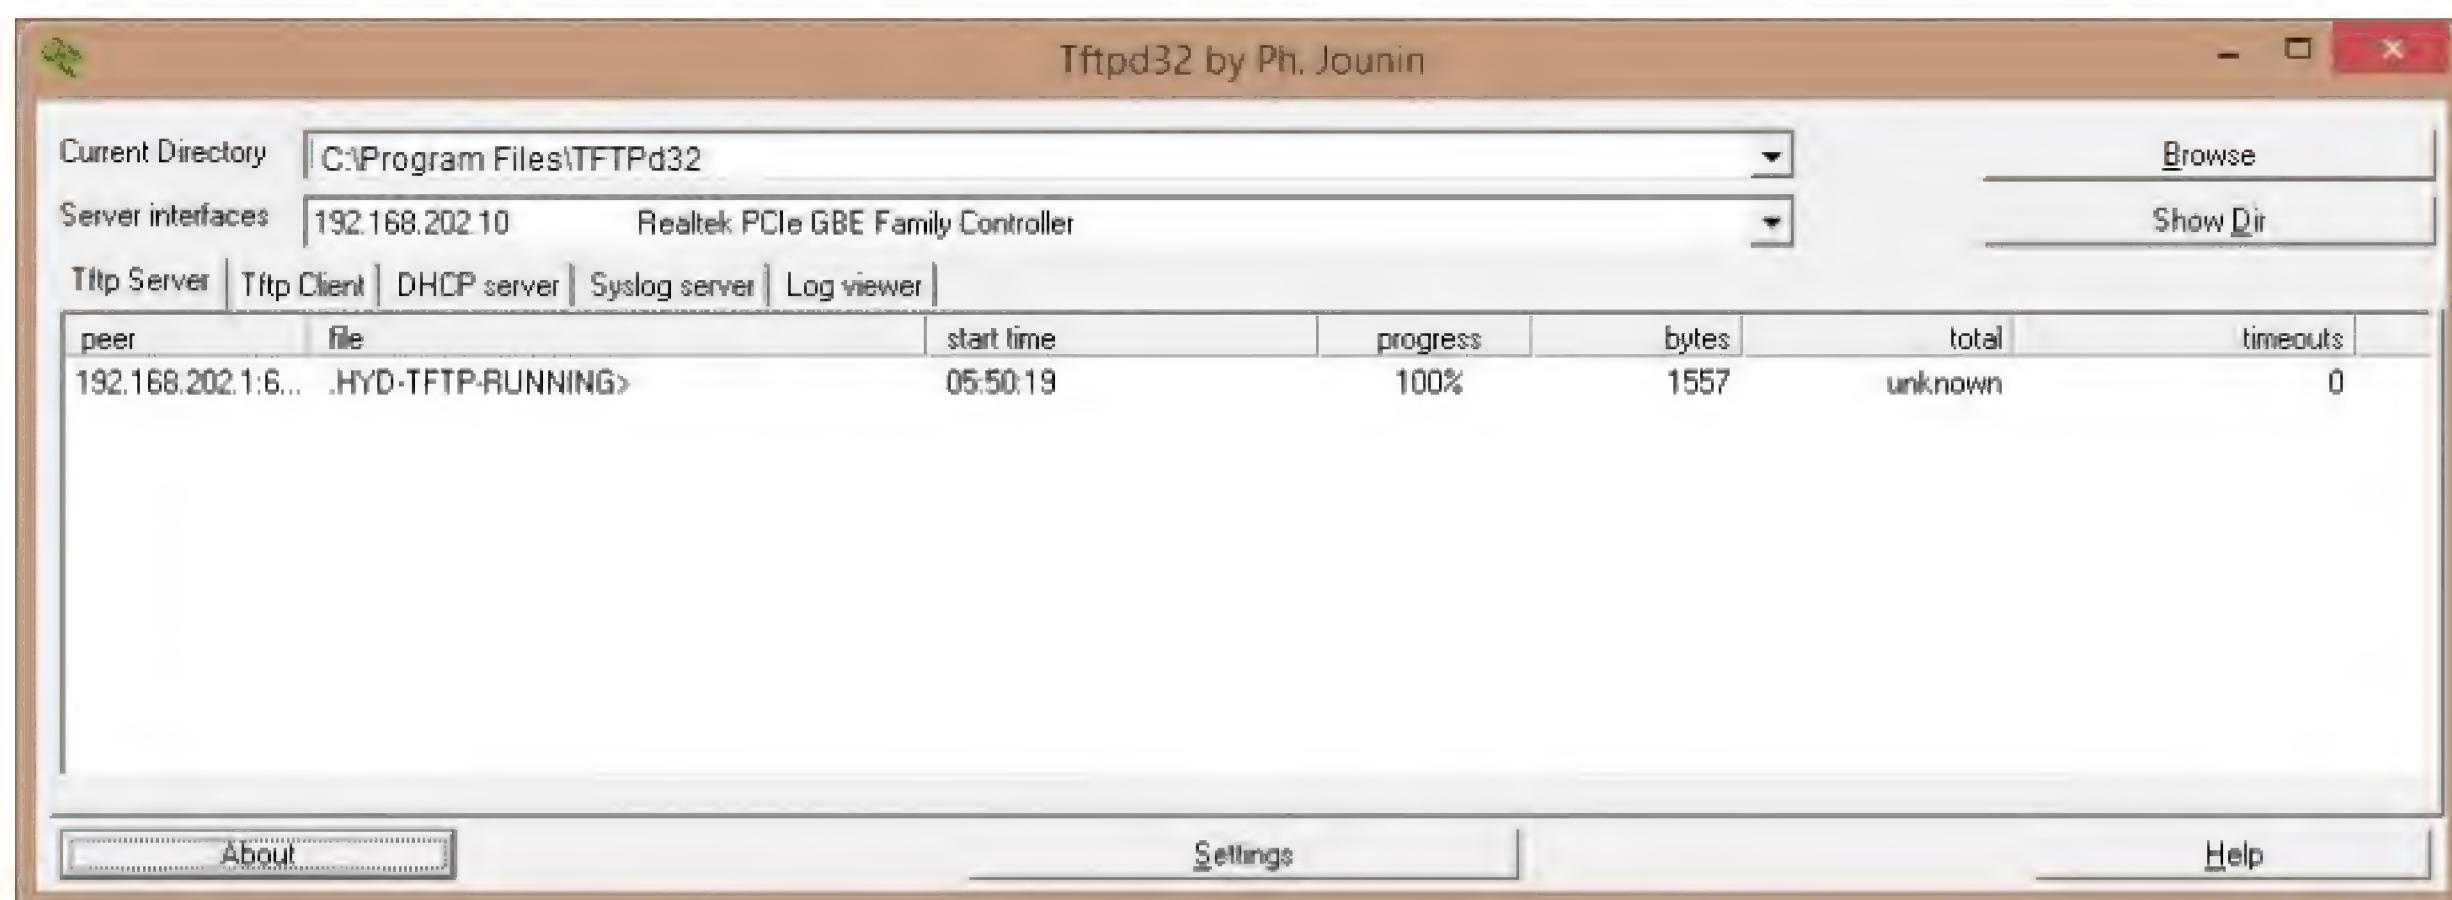 Tftpd32 by Ph. Jounin
Current Directory C:\Program Files\TFTPd32 Browse
Server interfaces 192.168.202.10 Realtek PCIe GBE Family Controller Show Dir
Tftp Server Tftp Client DHCP server Syslog server Log viewer
peer file start time progress bytes total timeouts
192.168.202.1:6... .HYD-TFTP-RUNNING> 05:50:19 100% 1557 unknown 0
About Settings Help